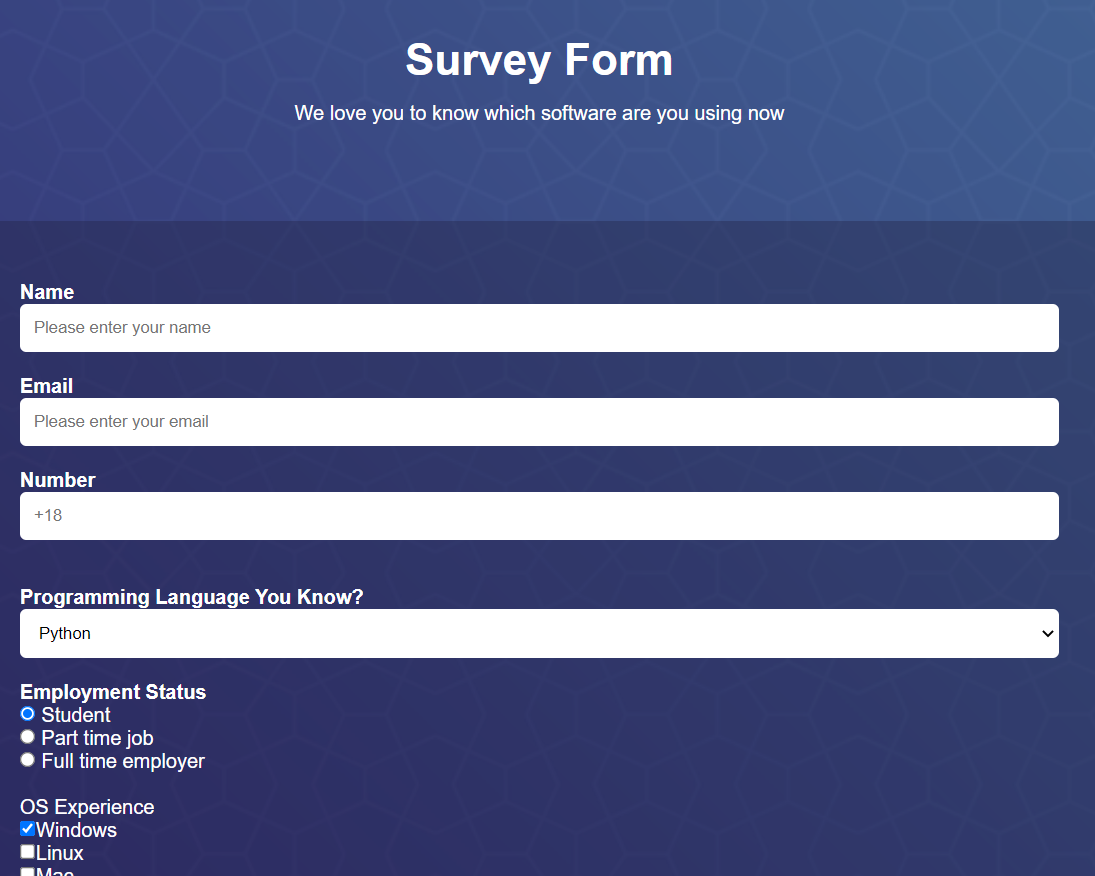 Survey Form
We love you to know which software are you using now
Name
Please enter your name
Email
Please enter your email
Number
+18
Programming Language You Know?
Python
Employment Status
Student
Part time job
Full time employer
OS Experience
Windows
Linux
Mac